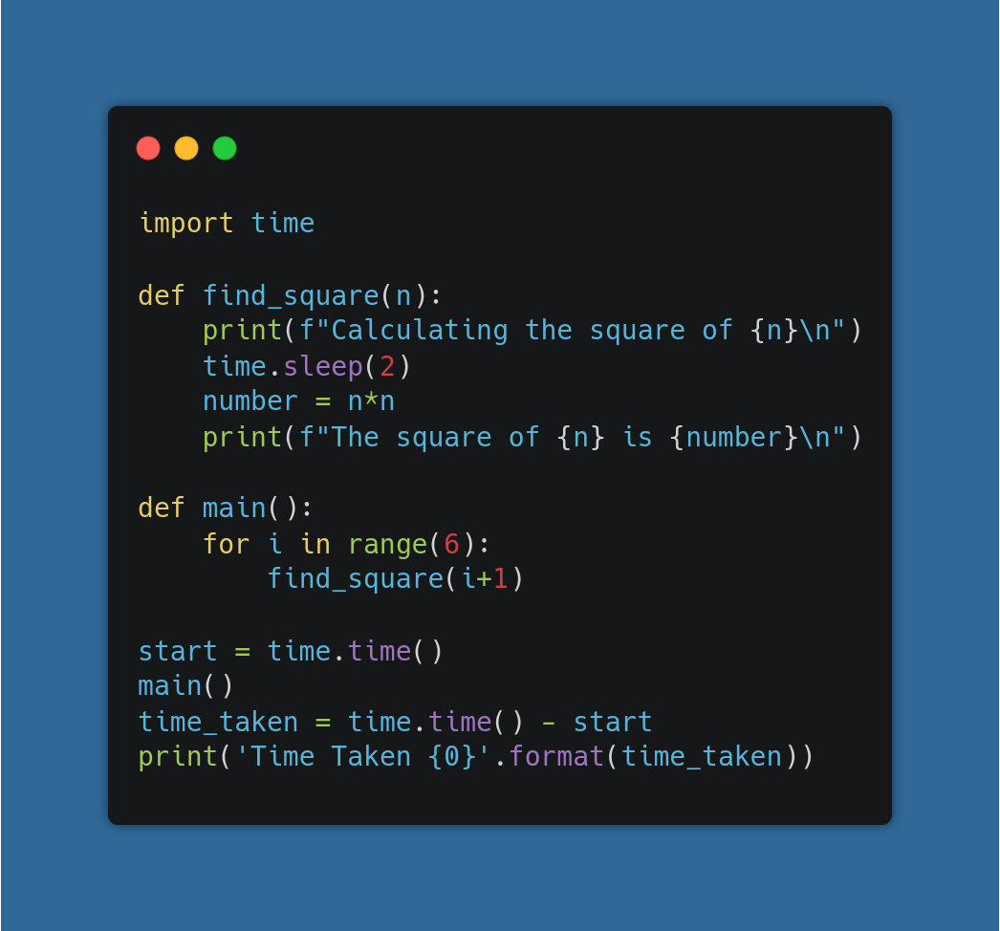 import time

def find_square(n):
    print(f"Calculating the square of {n}\n")
    time.sleep(2)
    number = n*n
    print(f"The square of {n} is {number}\n")

def main():
    for i in range(6):
        find_square(i+1)

start = time.time()
main()
time_taken = time.time() - start
print('Time Taken {0}'.format(time_taken))